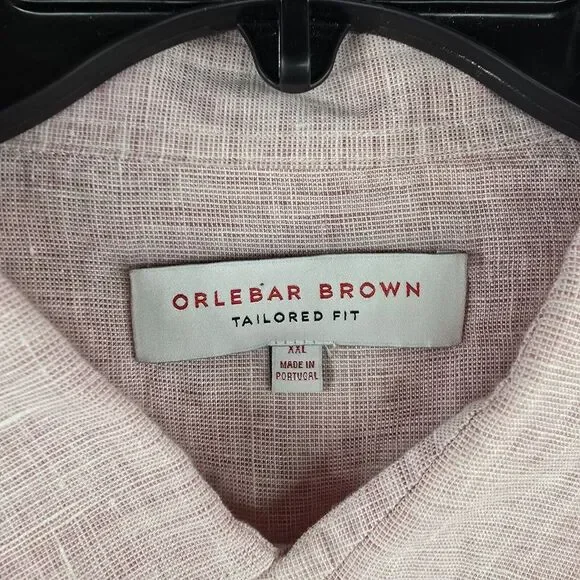 ORLEBAR BROWN
TAILORED FIT
XXL
MADE IN
PORTUGAL